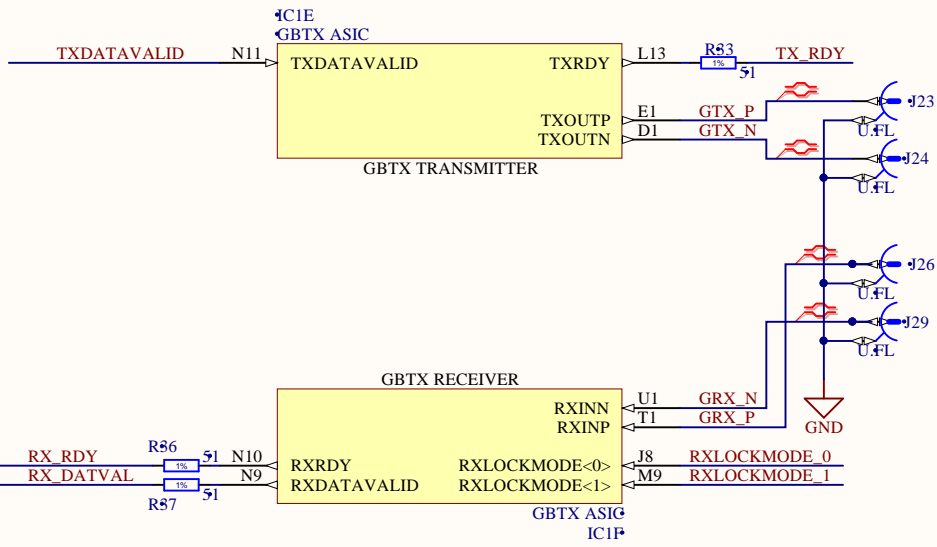 IC1E
GBTX ASIC
TXDATAVALID N11 TXDATAVALID TXRDY L13 R33 1% 51 TX_RDY
TXOUTP E1 GTX_P J23
U.FL
TXOUTN D1 GTX_N J24
U.FL
GBTX TRANSMITTER
J26
U.FL
J29
U.FL
GBTX RECEIVER
RXINN U1 GRX_N
RXINP T1 GRX_P
GND
R36
RX_RDY 1% 51 N10 RXRDY RXLOCKMODE<0> J8 RXLOCKMODE_0
RX_DATVAL 1% 51 N9 RXDATAVALID RXLOCKMODE<1> M9 RXLOCKMODE_1
R37
GBTX ASIC
IC1F